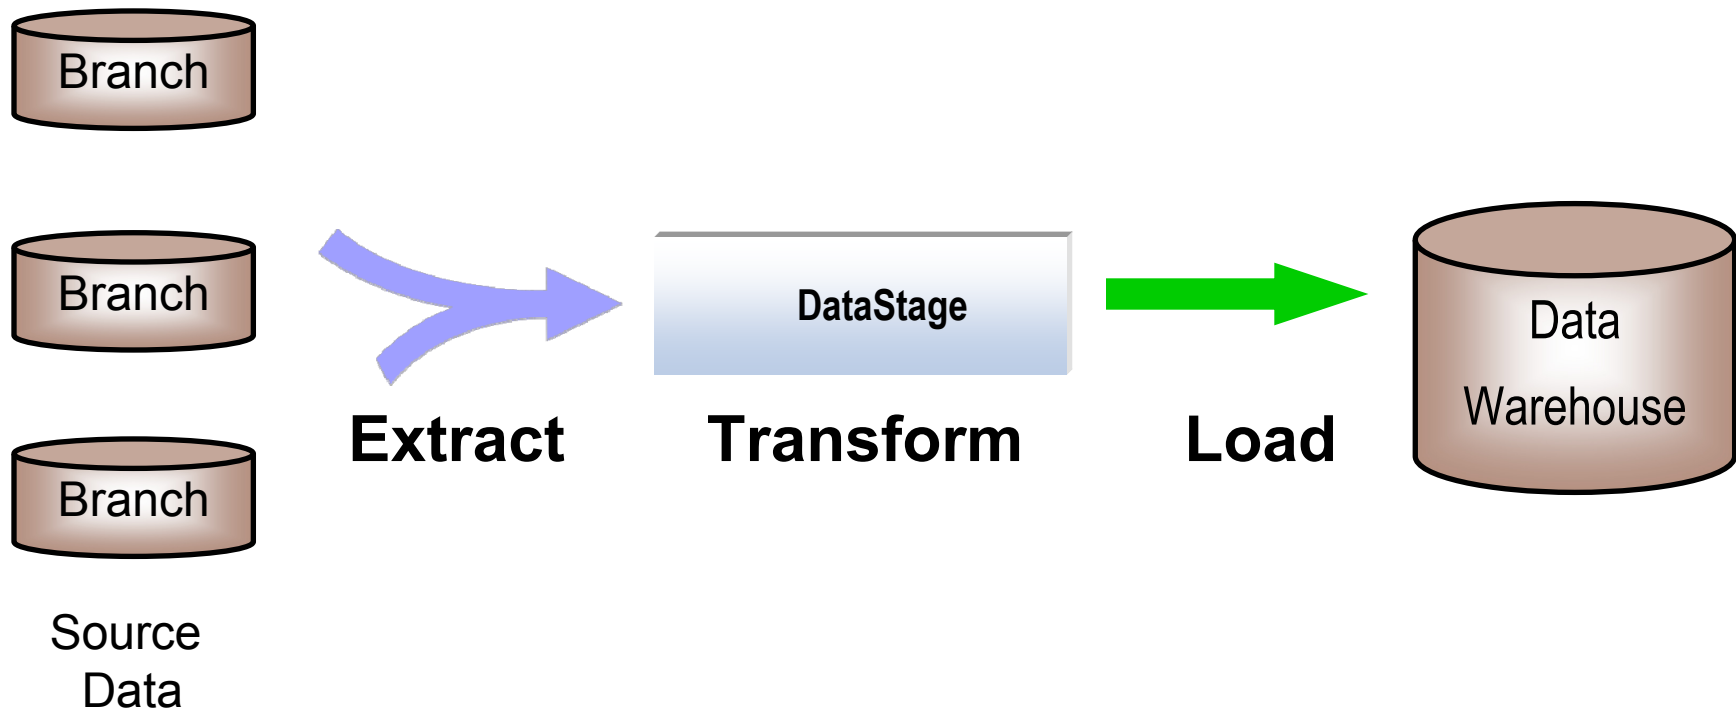 Branch
Branch
Branch
Source
Data
Extract
DataStage
Transform
Load
Data
Warehouse